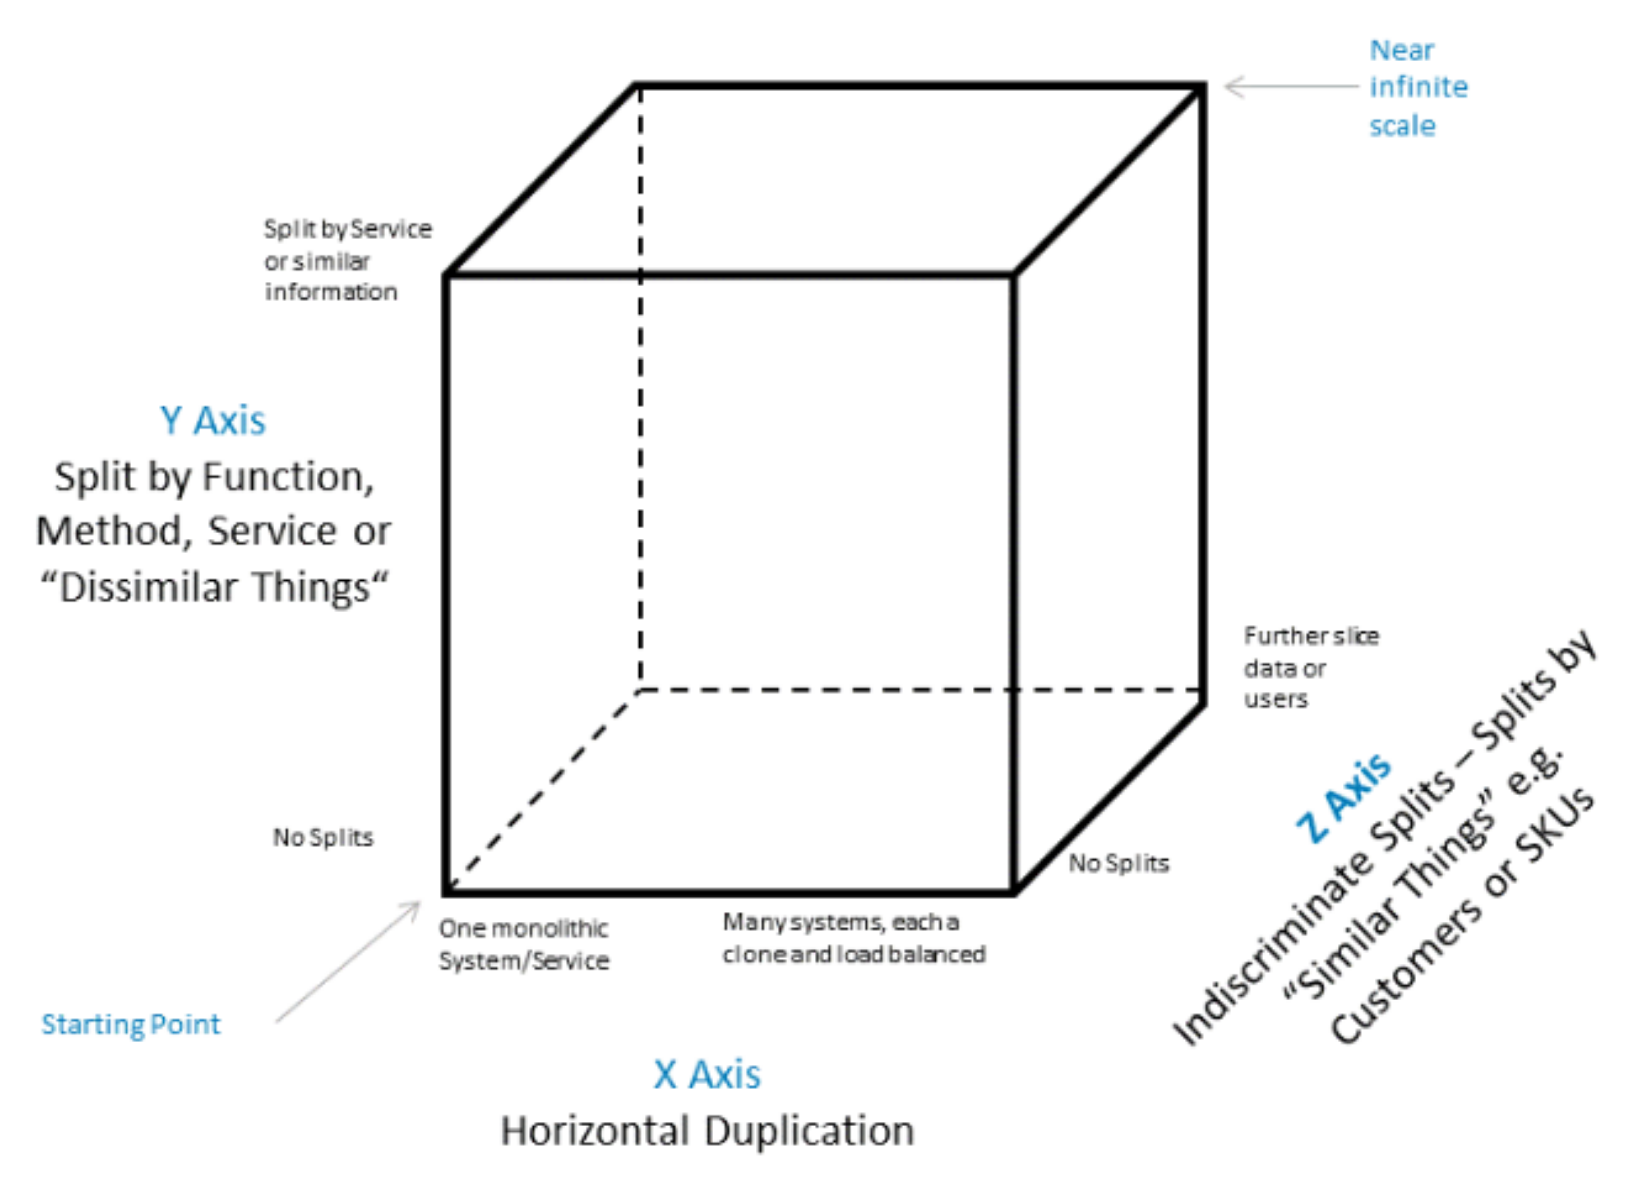 Near
infinite
scale
Split by Service
or similar
information
Y Axis
Split by Function,
Method, Service or
“Dissimilar Things“
Further slice
data or
users
Z Axis
Indiscriminate Splits – Splits by
“Similar Things” e.g.
Customers or SKUs
No Splits
No Splits
One monolithic
System/Service
Many systems, each a
clone and load balanced
Starting Point
X Axis
Horizontal Duplication